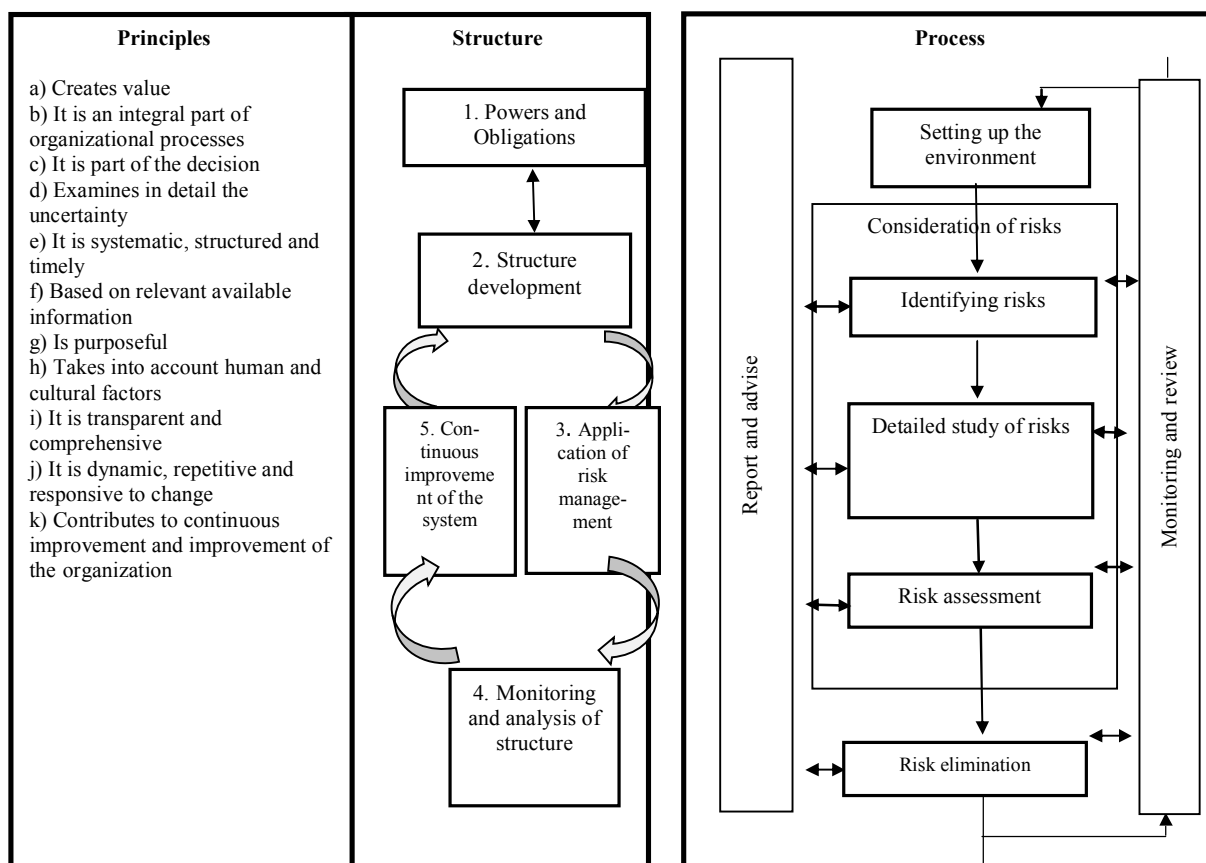 Principles
a) Creates value
b) It is an integral part of
organizational processes
c) It is part of the decision
d) Examines in detail the
uncertainty
e) It is systematic, structured and
timely
f) Based on relevant available
information
g) Is purposeful
h) Takes into account human and
cultural factors
i) It is transparent and
comprehensive
j) It is dynamic, repetitive and
responsive to change
k) Contributes to continuous
improvement and improvement of
the organization
Structure
1. Powers and
Obligations
2. Structure
development
5. Con-
tinuous
improveme
nt of the
system
3. Appli-
cation of
risk
manage-
ment
4. Monitoring
and analysis of
structure
Process
Report and advise
Setting up the
environment
Consideration of risks
Identifying risks
Detailed study of risks
Risk assessment
Risk elimination
Monitoring and review